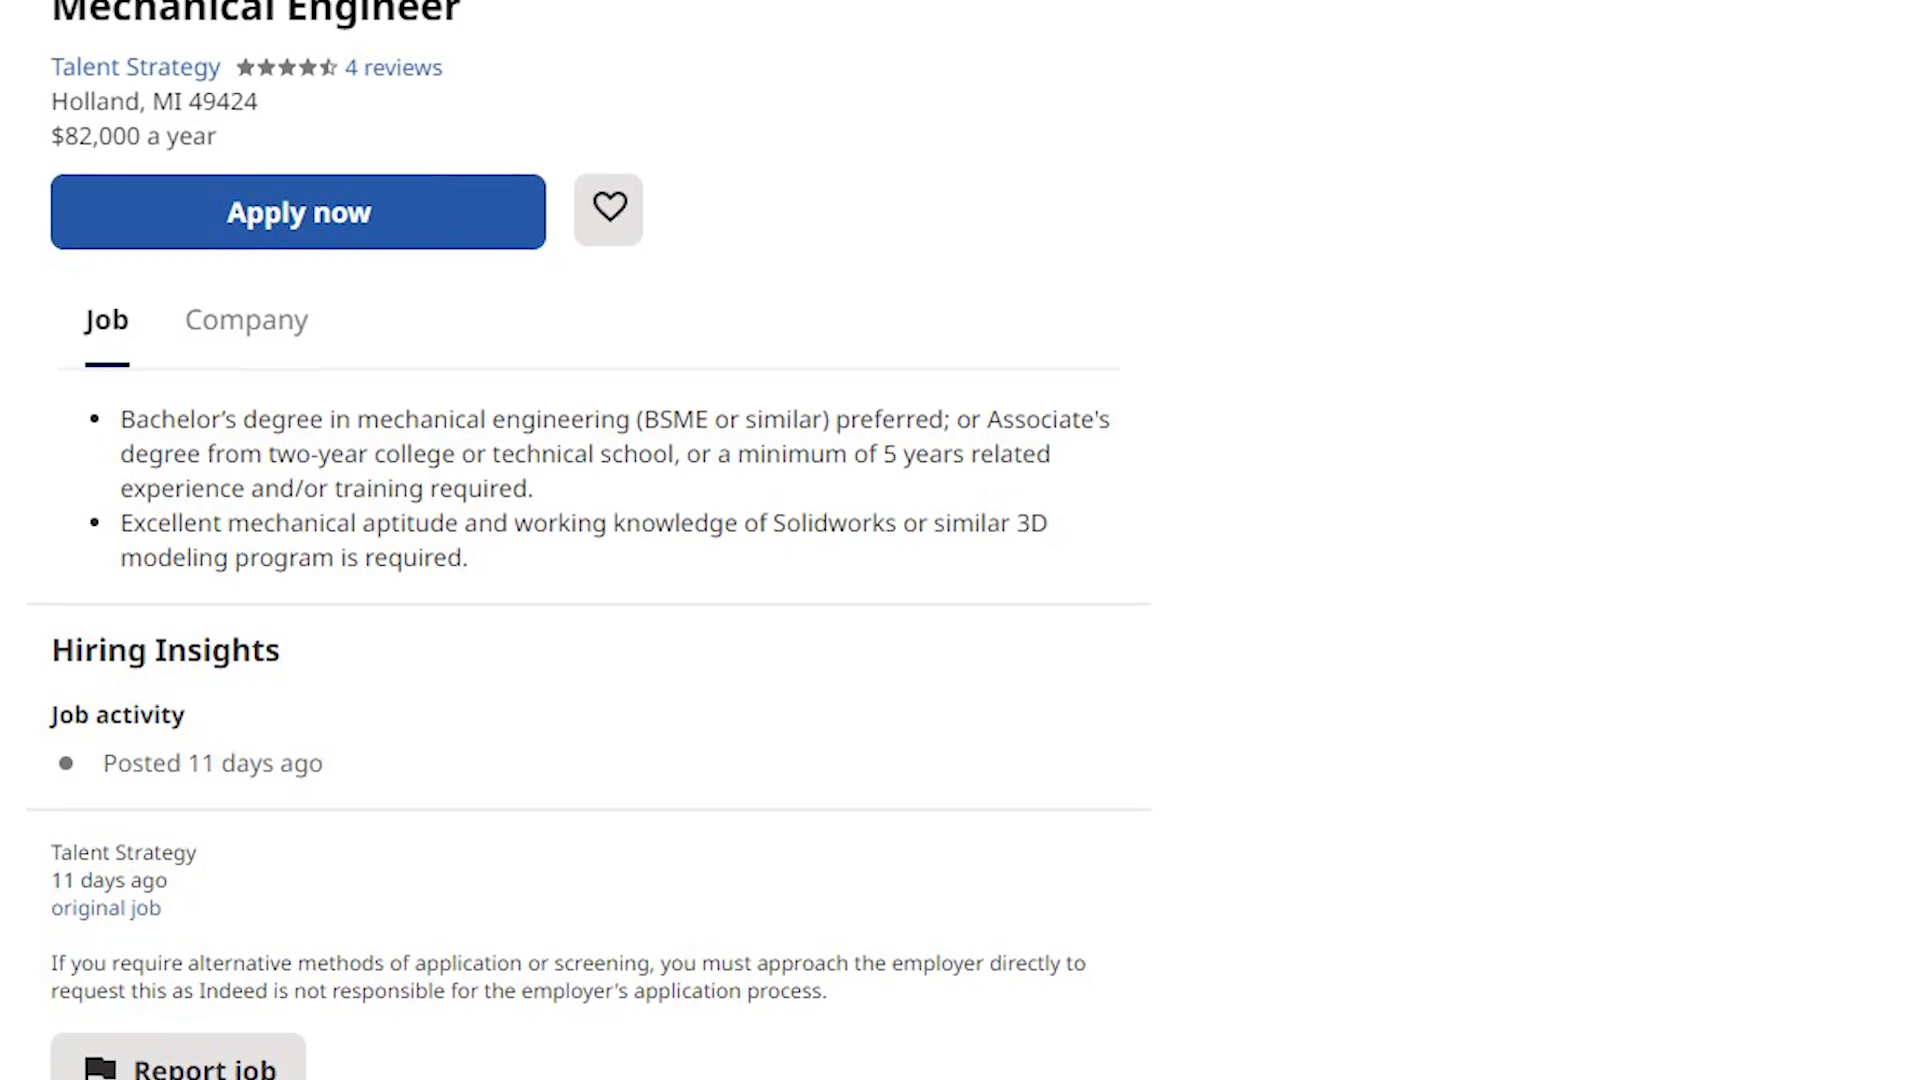 Mechanical Engineer
Talent Strategy 4 reviews
Holland, MI 49424
$82,000 a year
Apply now
Job Company
Bachelor’s degree in mechanical engineering (BSME or similar) preferred; or Associate's
degree from two-year college or technical school, or a minimum of 5 years related
experience and/or training required.
Excellent mechanical aptitude and working knowledge of Solidworks or similar 3D
modeling program is required.
Hiring Insights
Job activity
Posted 11 days ago
Talent Strategy
11 days ago
original job
If you require alternative methods of application or screening, you must approach the employer directly to
request this as Indeed is not responsible for the employer's application process.
Report job